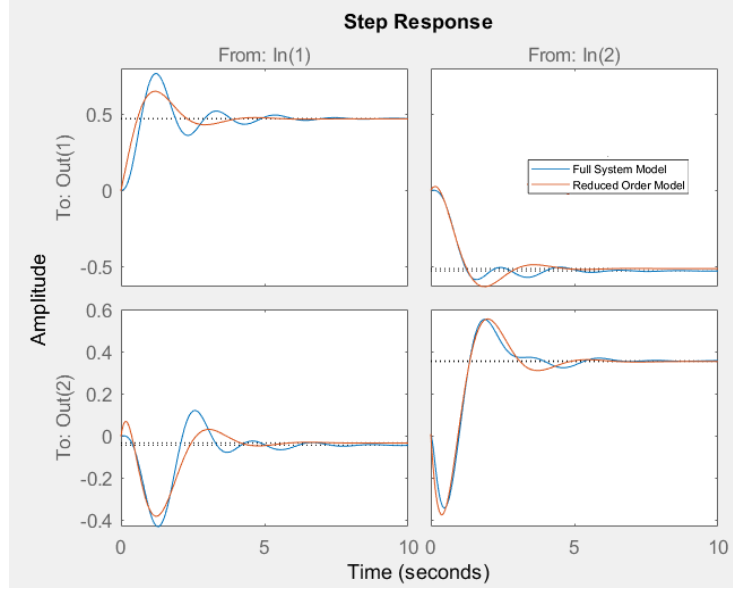 Step Response
From: In(1)
From: In(2)
To: Out(1)
0.5
0
-0.5
Full System Model
Reduced Order Model
Amplitude
To: Out(2)
0.6
0.4
0.2
0
-0.2
-0.4
0 5 10
0 5 10
Time (seconds)